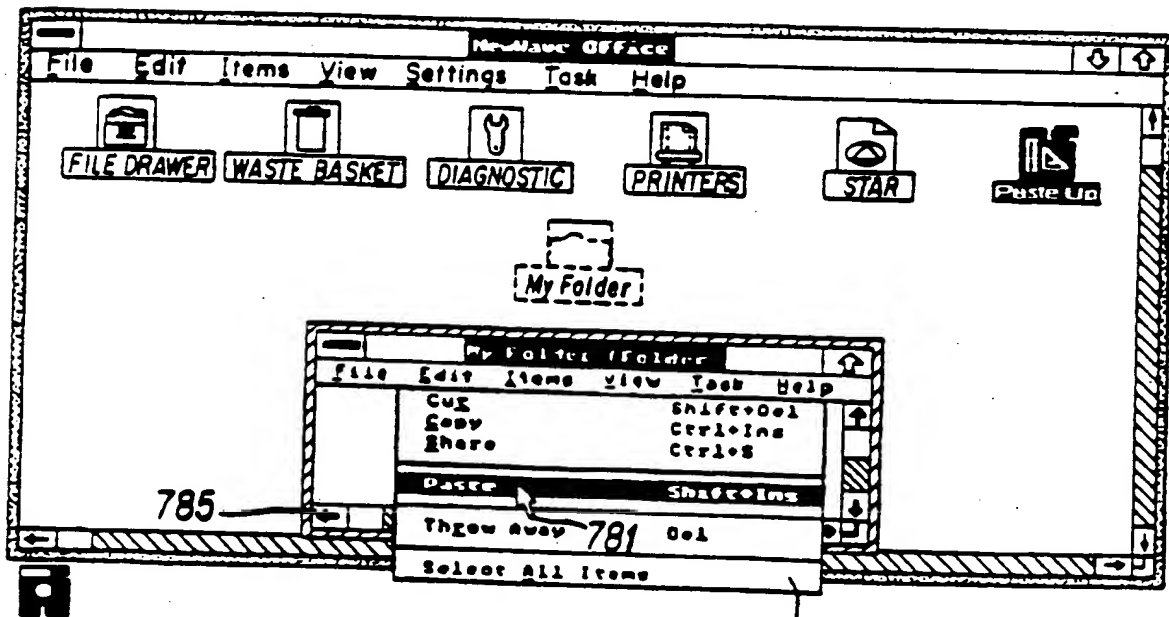 NewWave Office
File Edit Items View Settings Task Help
FILE DRAWER WASTE BASKET DIAGNOSTIC PRINTERS STAR Paste Up
My Folder
My Folder (Folder
File Edit Items View Task Help
Cut Shift+Del
Copy Ctrl+Ins
Share Ctrl+S
Paste Shift+Ins
785
Throw Away 781 Del
Select All Items